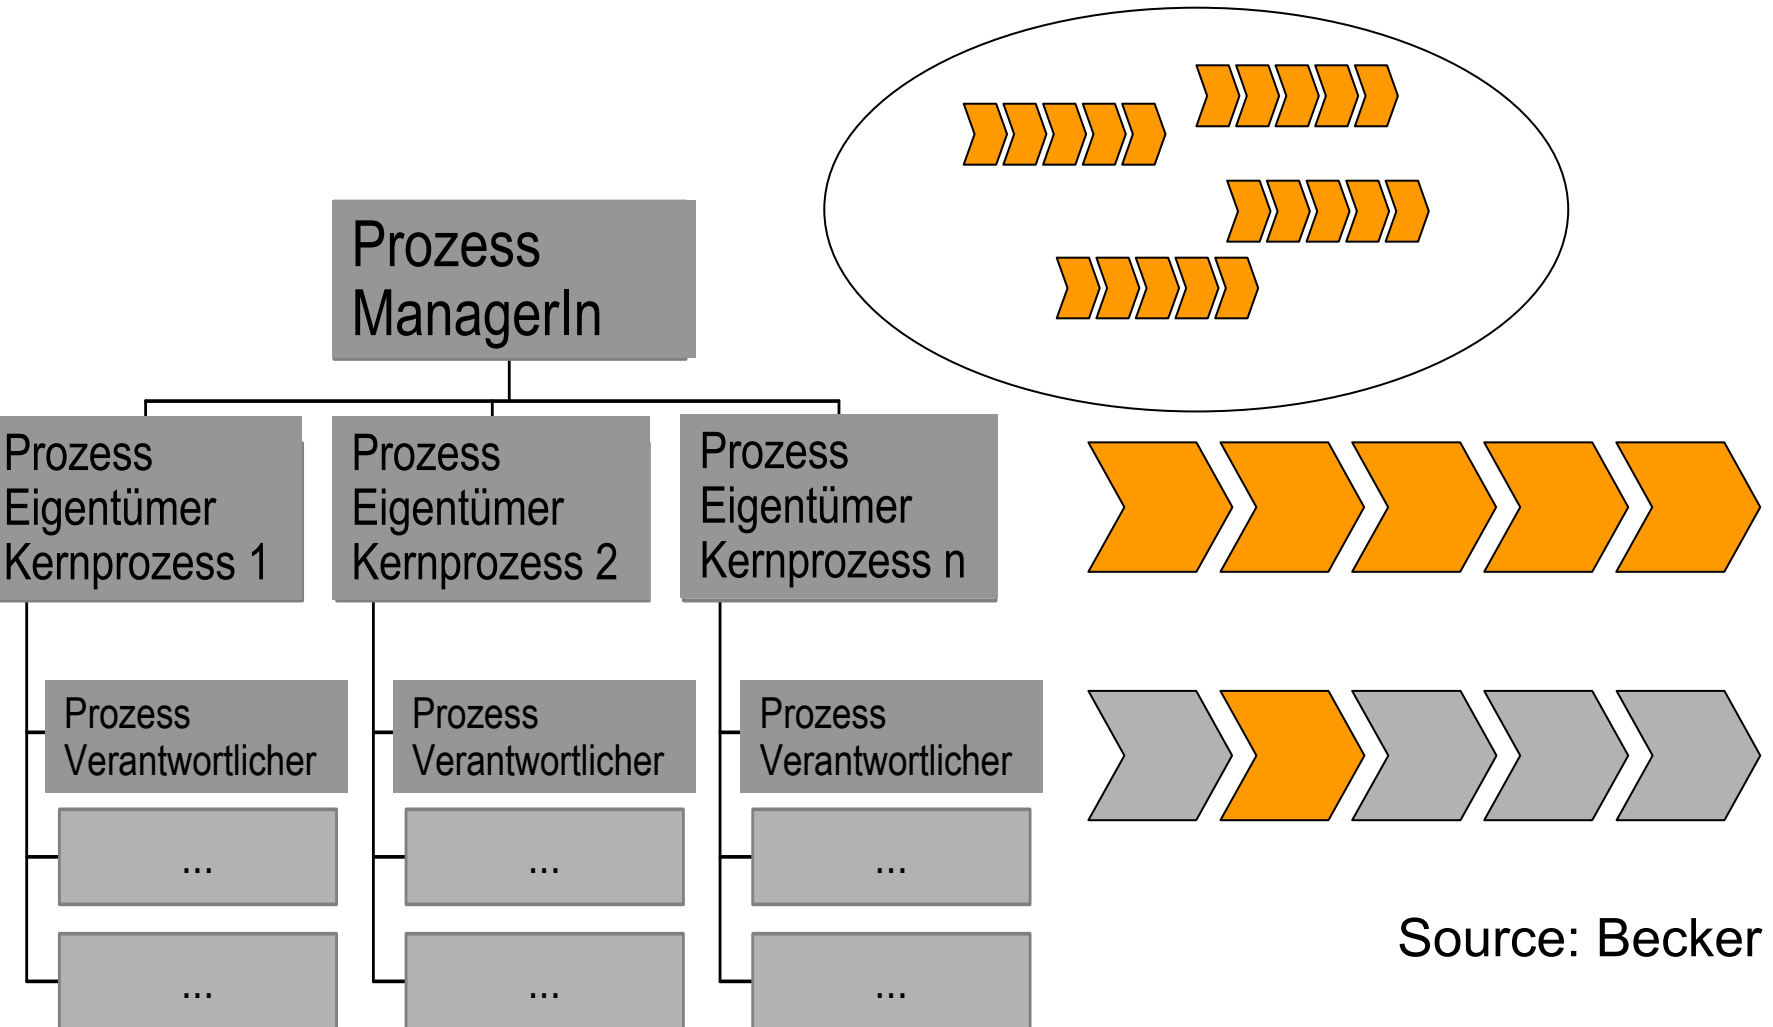 Prozess
ManagerIn
Prozess
Eigentümer
Kernprozess 1
Prozess
Eigentümer
Kernprozess 2
Prozess
Eigentümer
Kernprozess n
Prozess
Verantwortlicher
Prozess
Verantwortlicher
Prozess
Verantwortlicher
...
...
...
...
...
...
Source: Becker